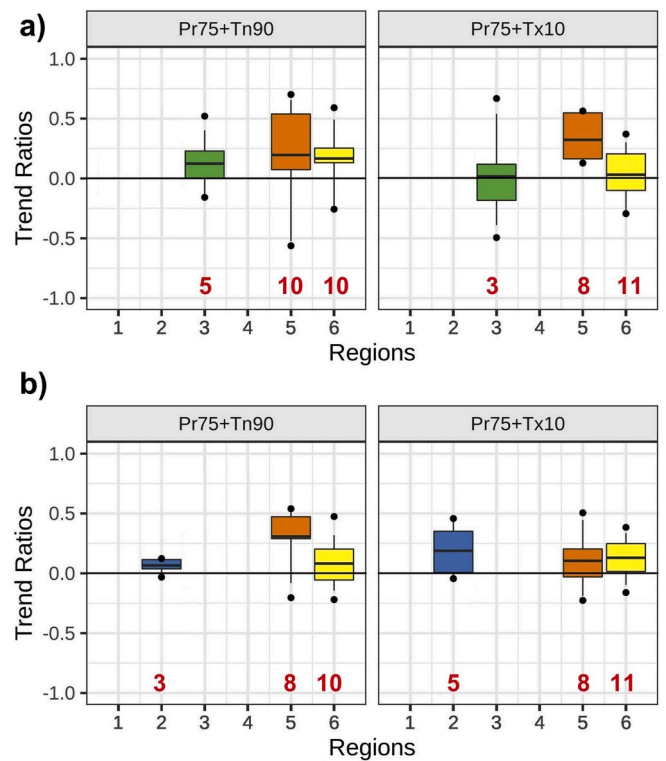 a)
Pr75+Tn90 Pr75+Tx10
1.0
0.5
0.0
-0.5
-1.0
Trend Ratios
5 10 10 3 8 11
1 2 3 4 5 6 1 2 3 4 5 6
Regions
b)
Pr75+Tn90 Pr75+Tx10
1.0
0.5
0.0
-0.5
-1.0
Trend Ratios
3 8 10 5 8 11
1 2 3 4 5 6 1 2 3 4 5 6
Regions